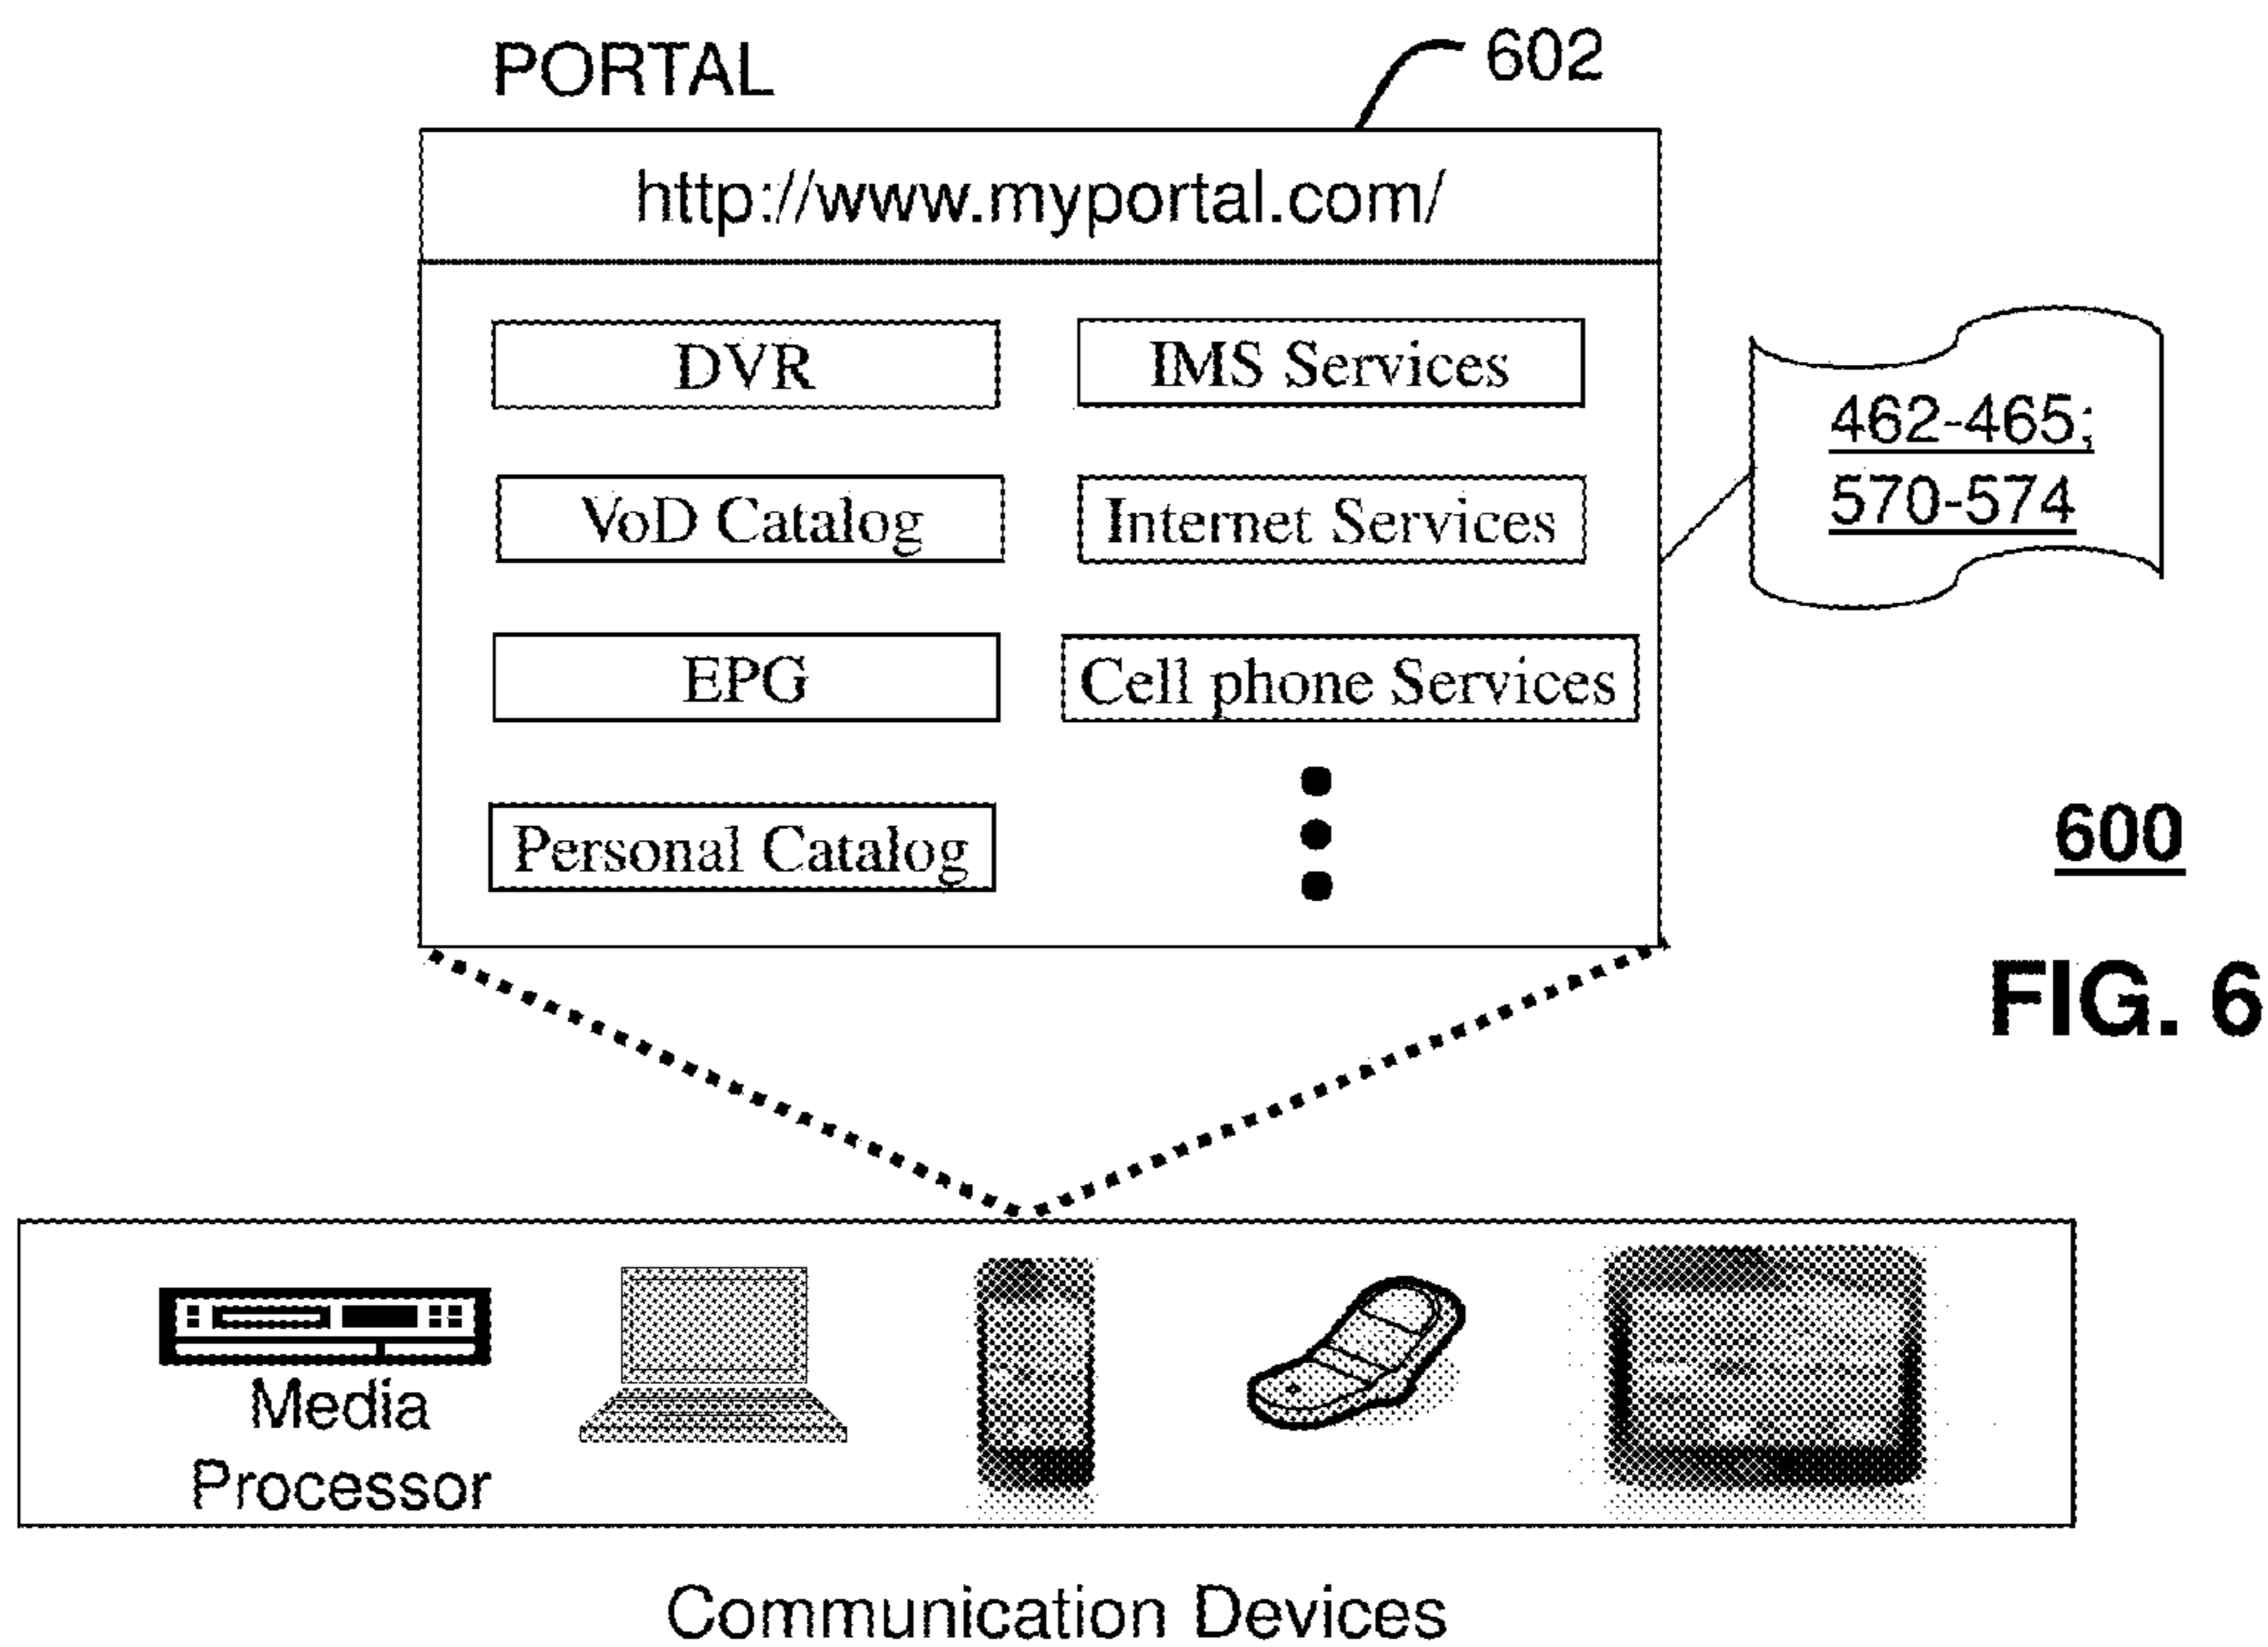 PORTAL
602
http://www.myportal.com/
DVR
IMS Services
462-465;
570-574
VoD Catalog
Internet Services
EPG
Cell phone Services
Personal Catalog
600
FIG. 6
Media
Processor
Communication Devices